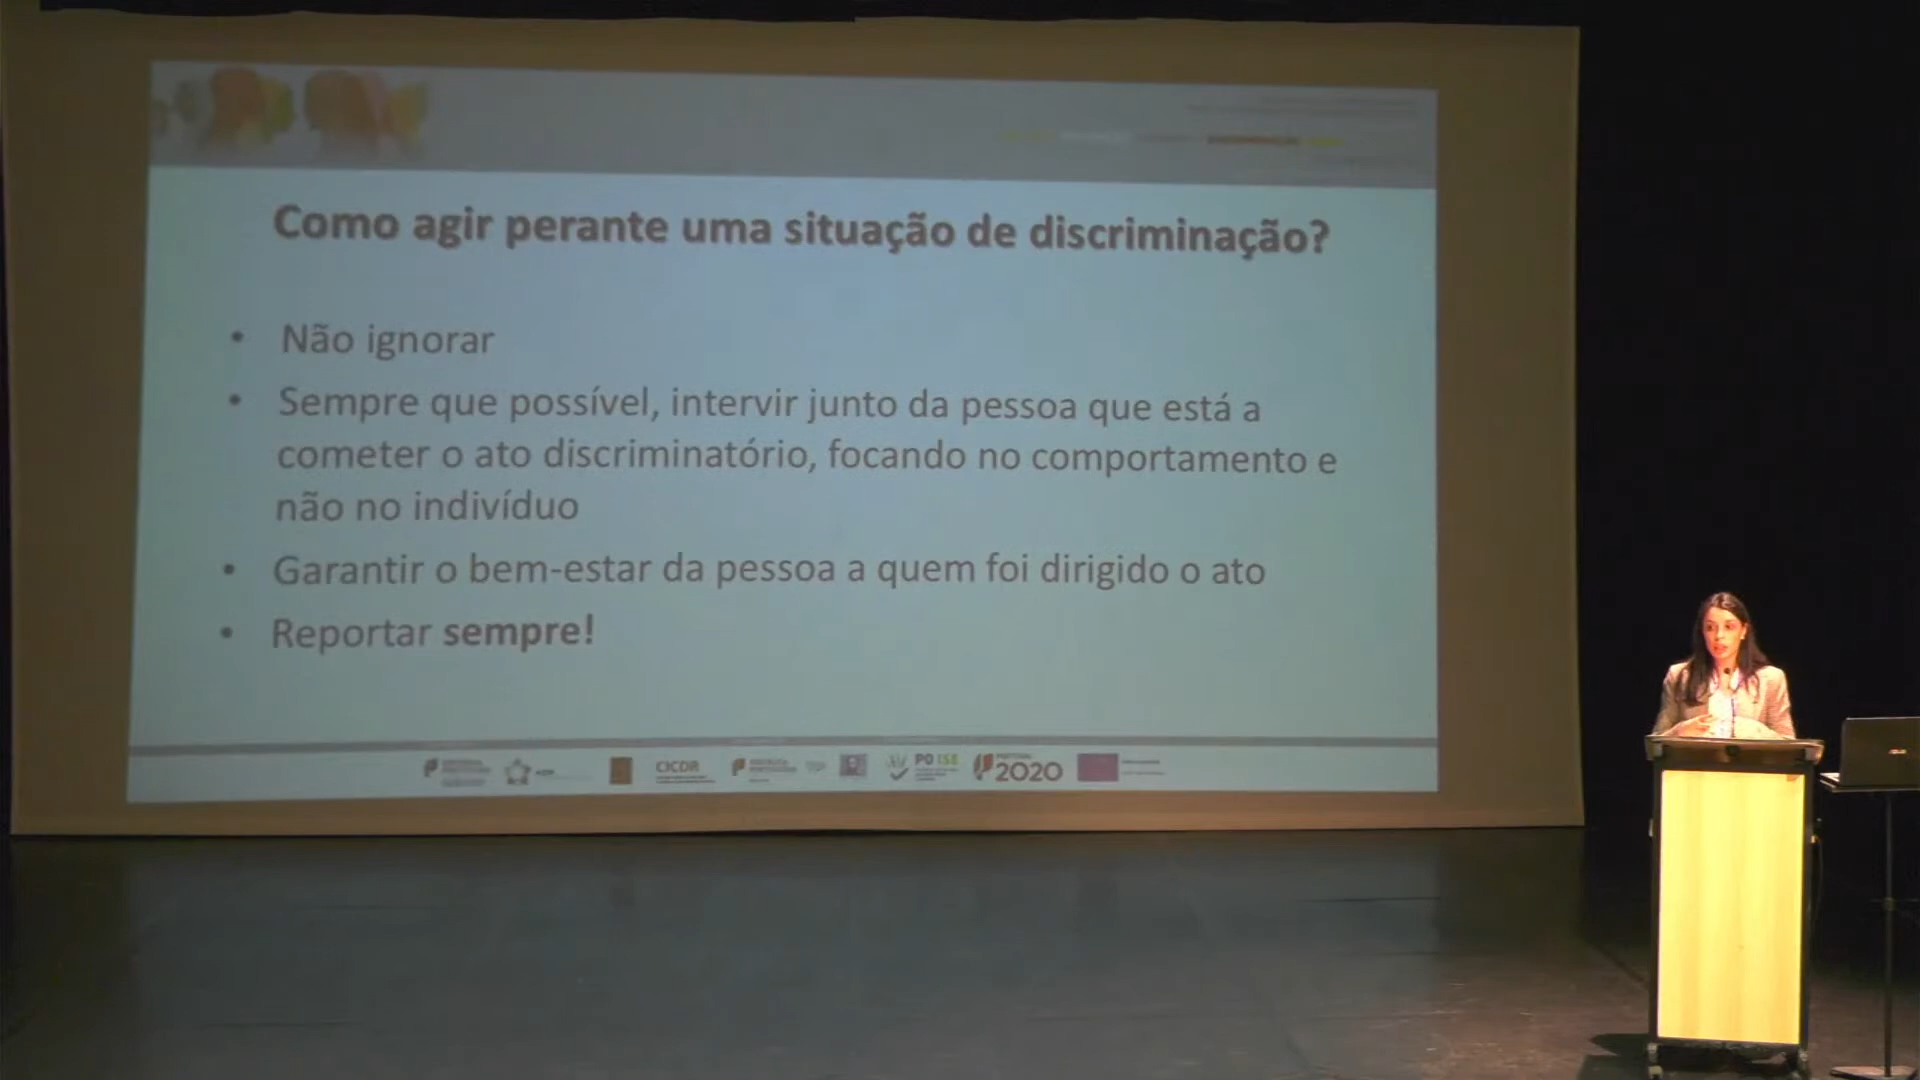 Como agir perante uma situação de discriminação?
• Não ignorar
• Sempre que possível, intervir junto da pessoa que está a
cometer o ato discriminatório, focando no comportamento e
não no indivíduo
• Garantir o bem-estar da pessoa a quem foi dirigido o ato
• Reportar sempre!
CICDR
PO ISE
2020